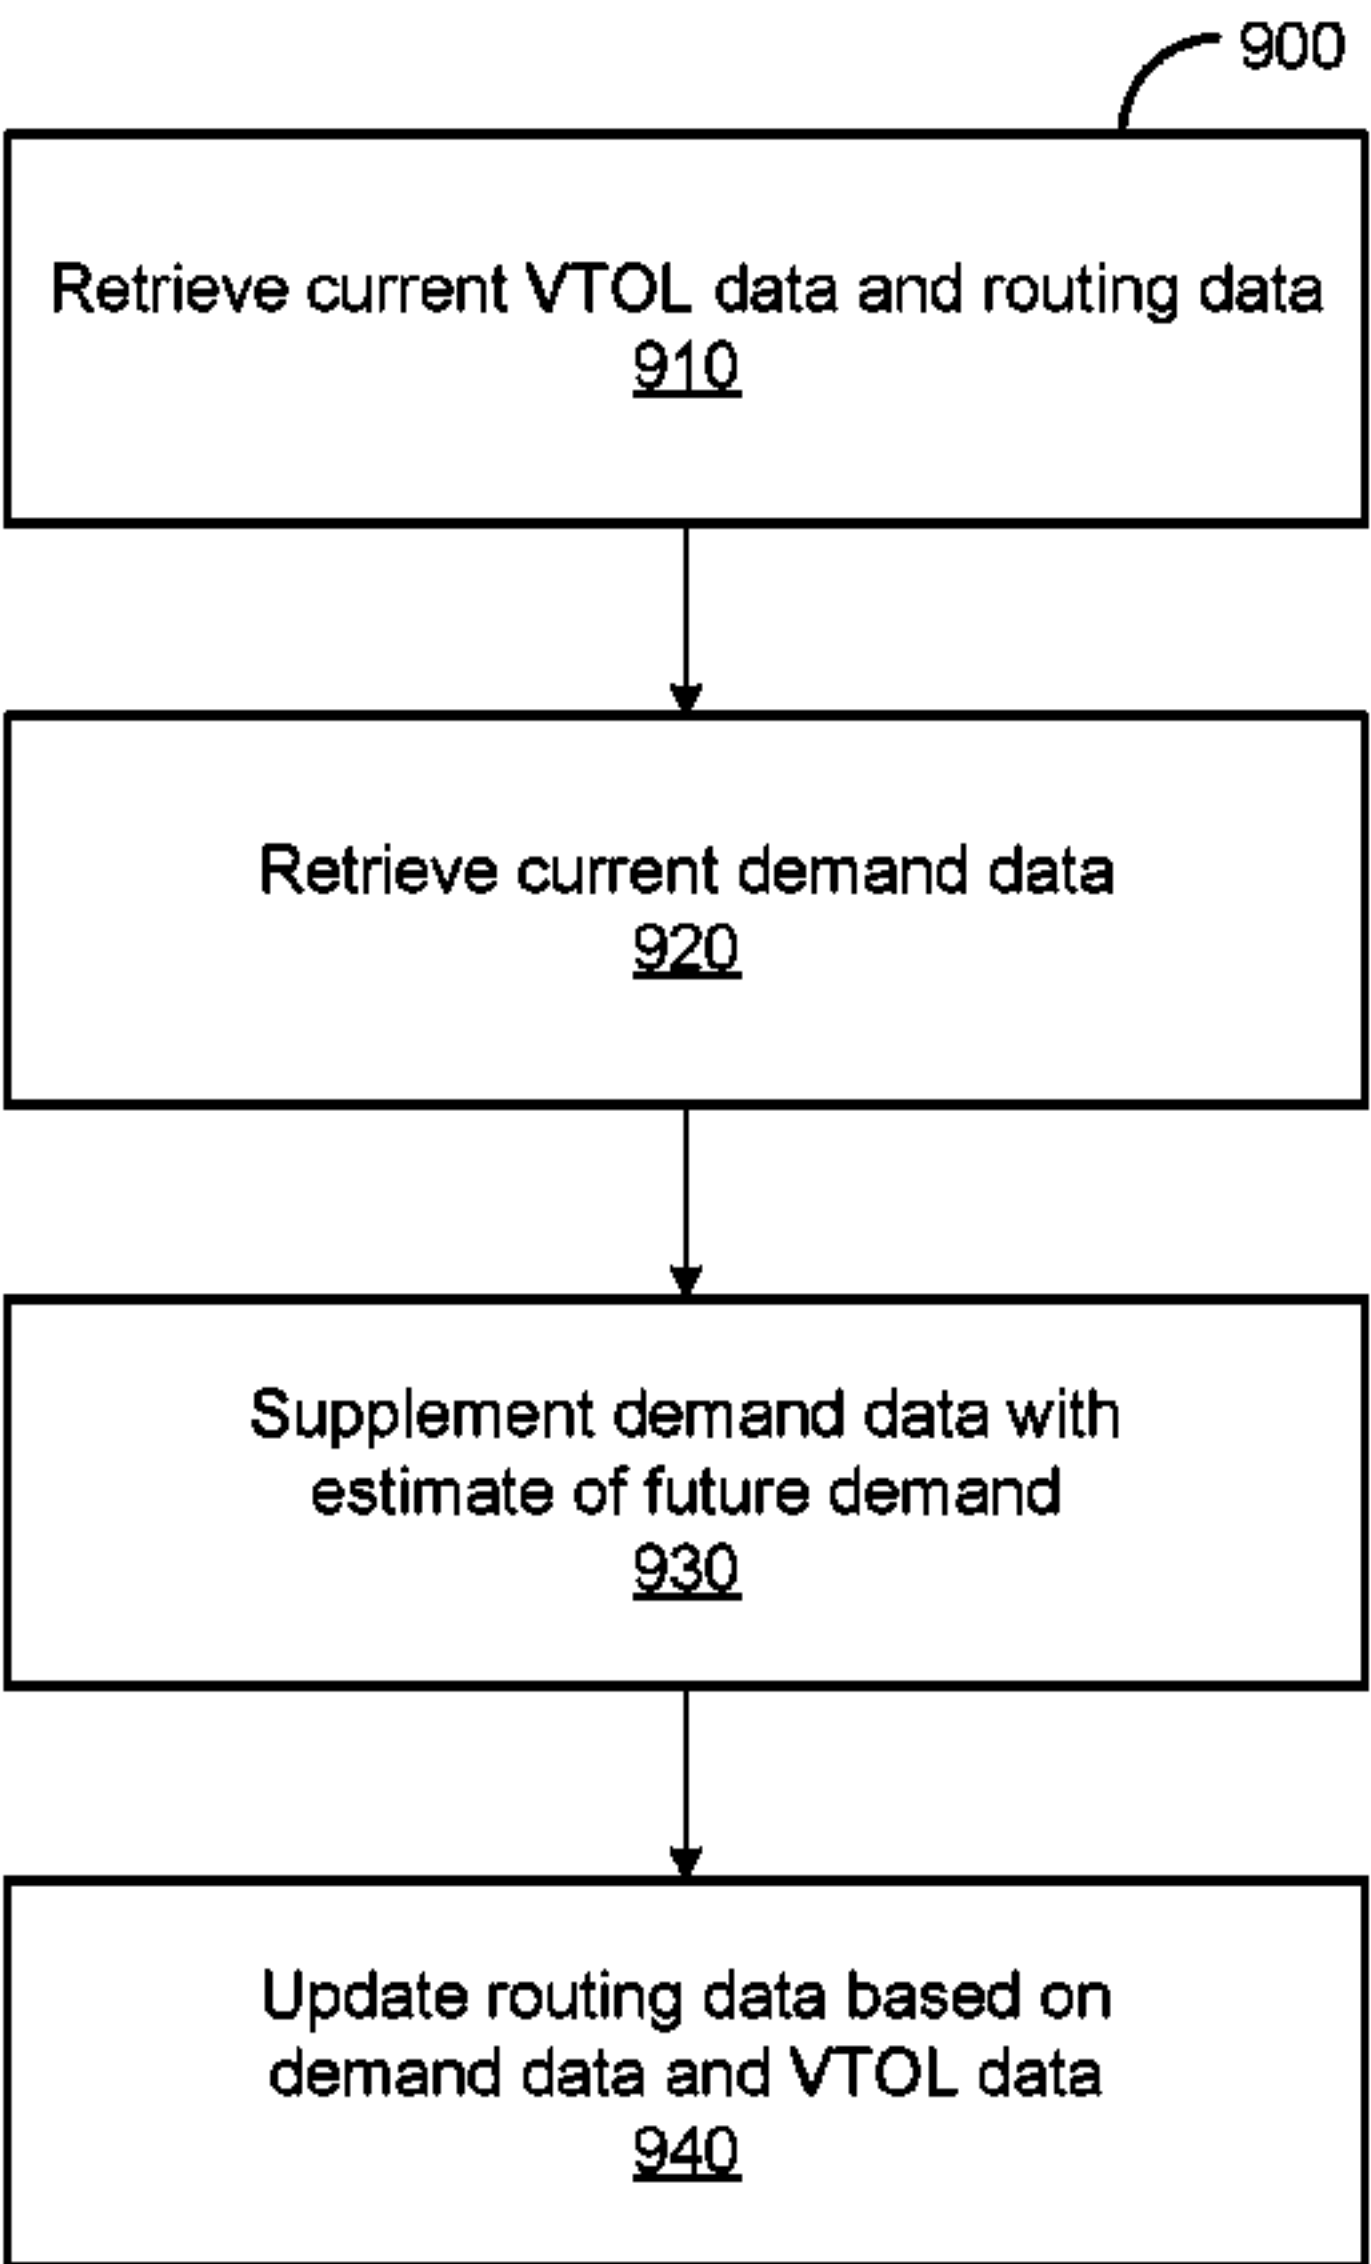 900
Retrieve current VTOL data and routing data
910
Retrieve current demand data
920
Supplement demand data with
estimate of future demand
930
Update routing data based on
demand data and VTOL data
940